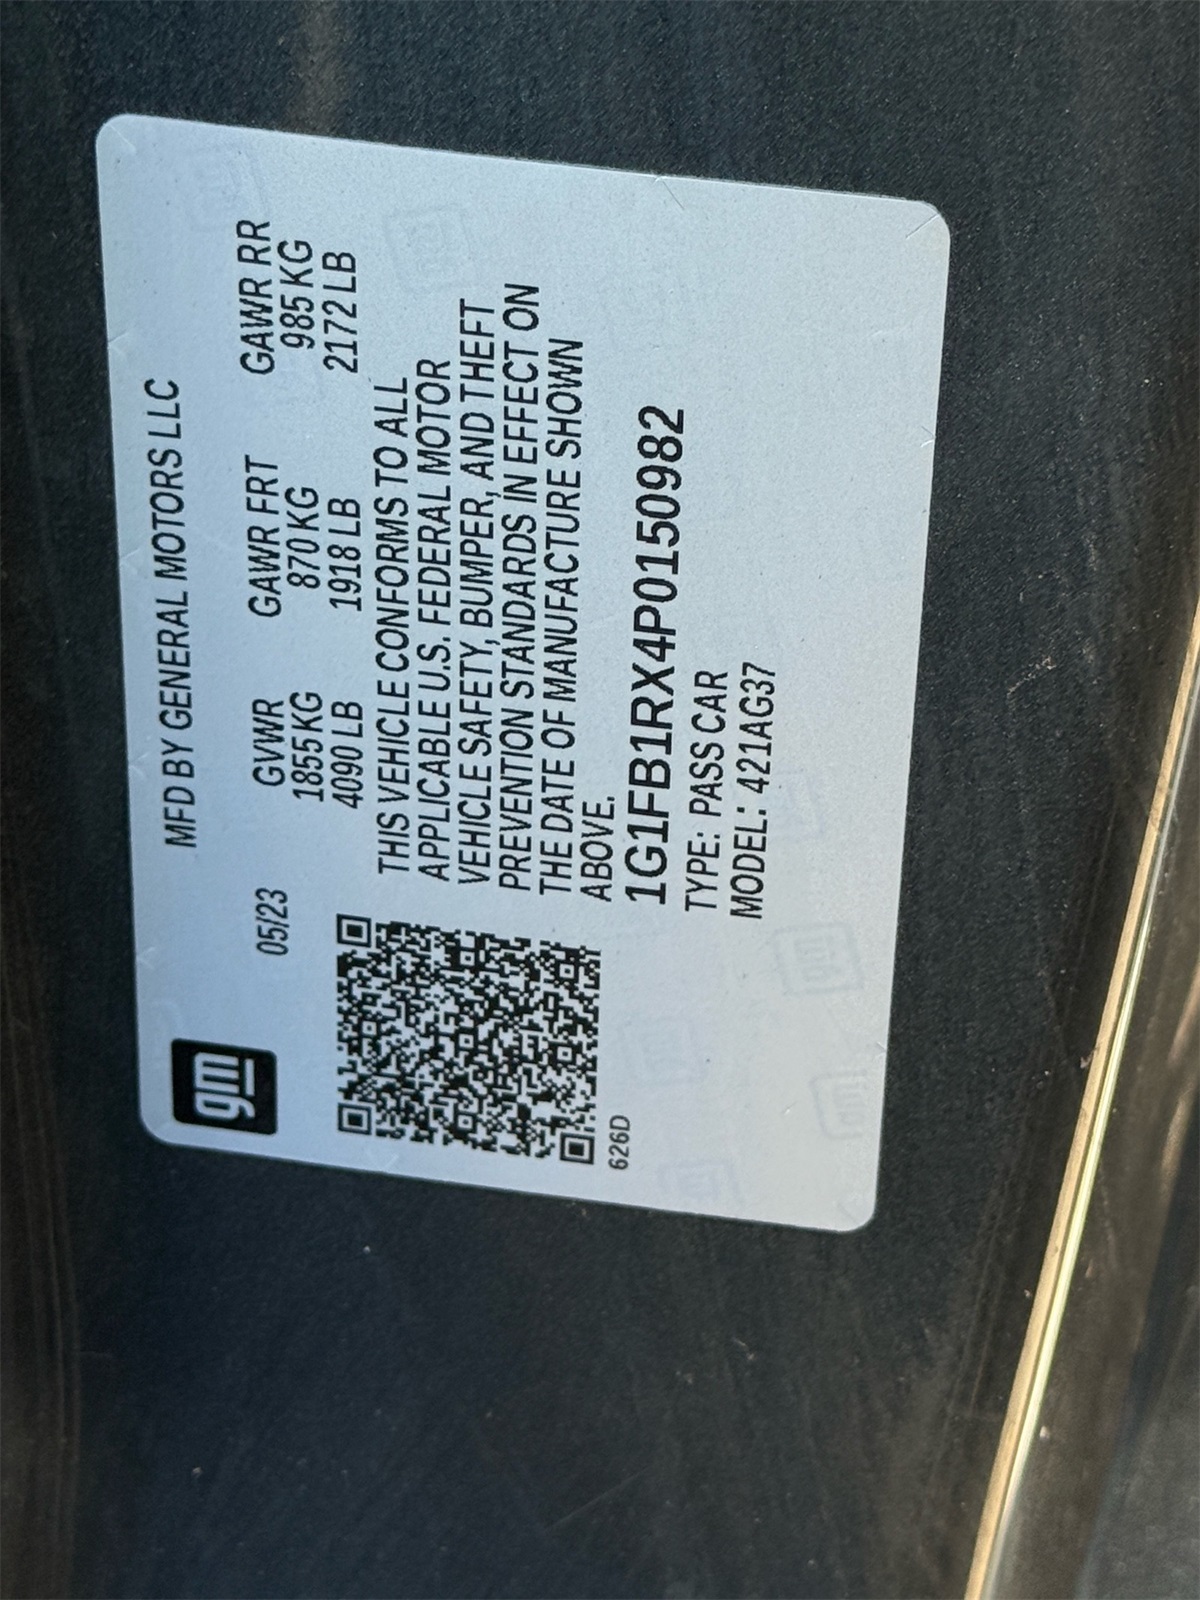 gm
MFD BY GENERAL MOTORS LLC
05/23 GVWR GAWR FRT GAWR RR
1855 KG 870 KG 985 KG
4090 LB 1918 LB 2172 LB
THIS VEHICLE CONFORMS TO ALL
APPLICABLE U.S. FEDERAL MOTOR
VEHICLE SAFETY, BUMPER, AND THEFT
PREVENTION STANDARDS IN EFFECT ON
THE DATE OF MANUFACTURE SHOWN
ABOVE.
626D
1G1FB1RX4P0150982
TYPE: PASS CAR
MODEL: 421AG37